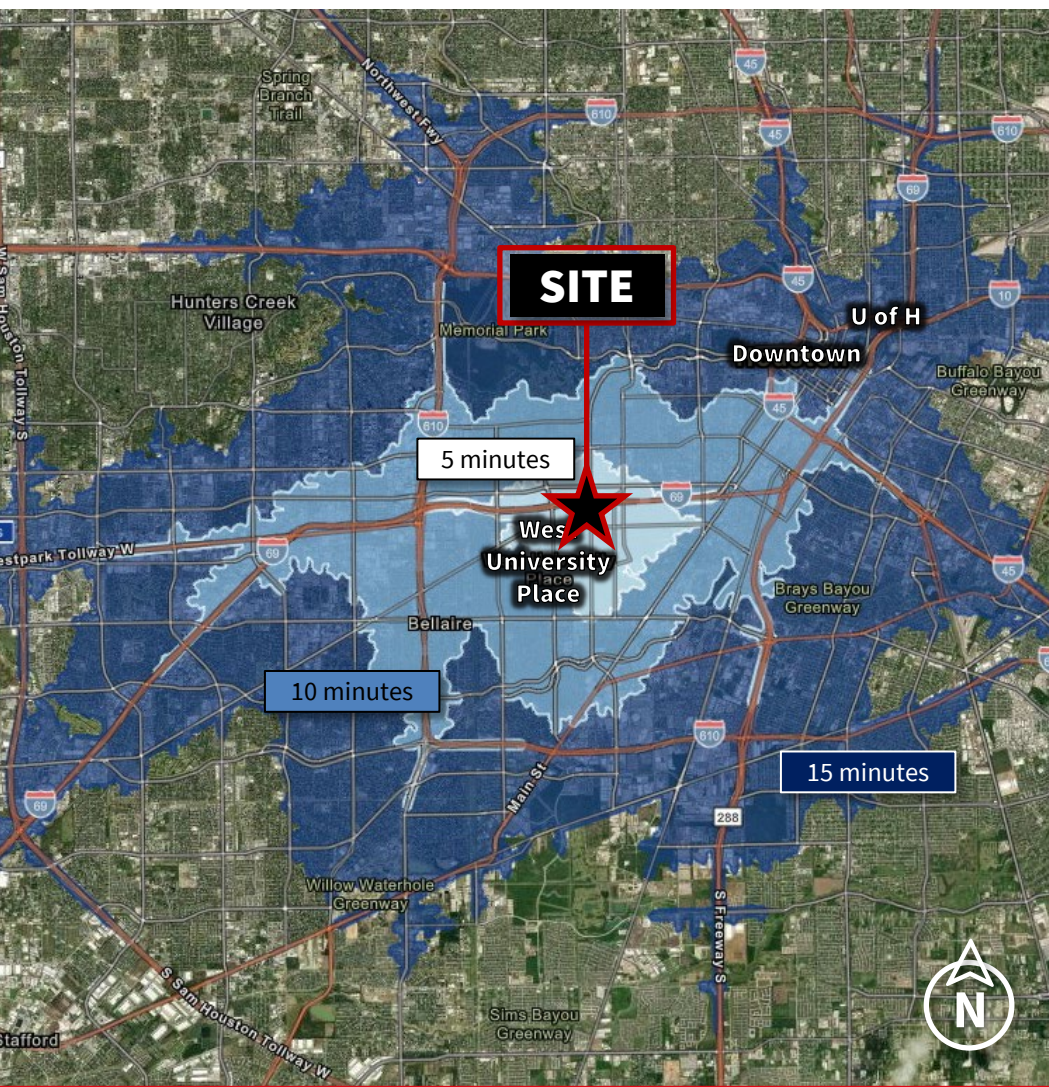 45
Northwest Fwy
Spring
Branch
Trail
610
45
610
69
SITE
W Sam Houston Tollway S
45
10
Hunters Creek
Village
U of H
Memorial Park
Downtown
Buffalo Bayou
Greenway
45
610
5 minutes
69
West
University
Place
Place
estpark Tollway W
69
45
Brays Bayou
Greenway
Bellaire
10 minutes
610
15 minutes
Main St
69
288
Willow Waterhole
Greenway
S Freeway S
S Sam Houston Tollway W
Sims Bayou
Greenway
Stafford
N